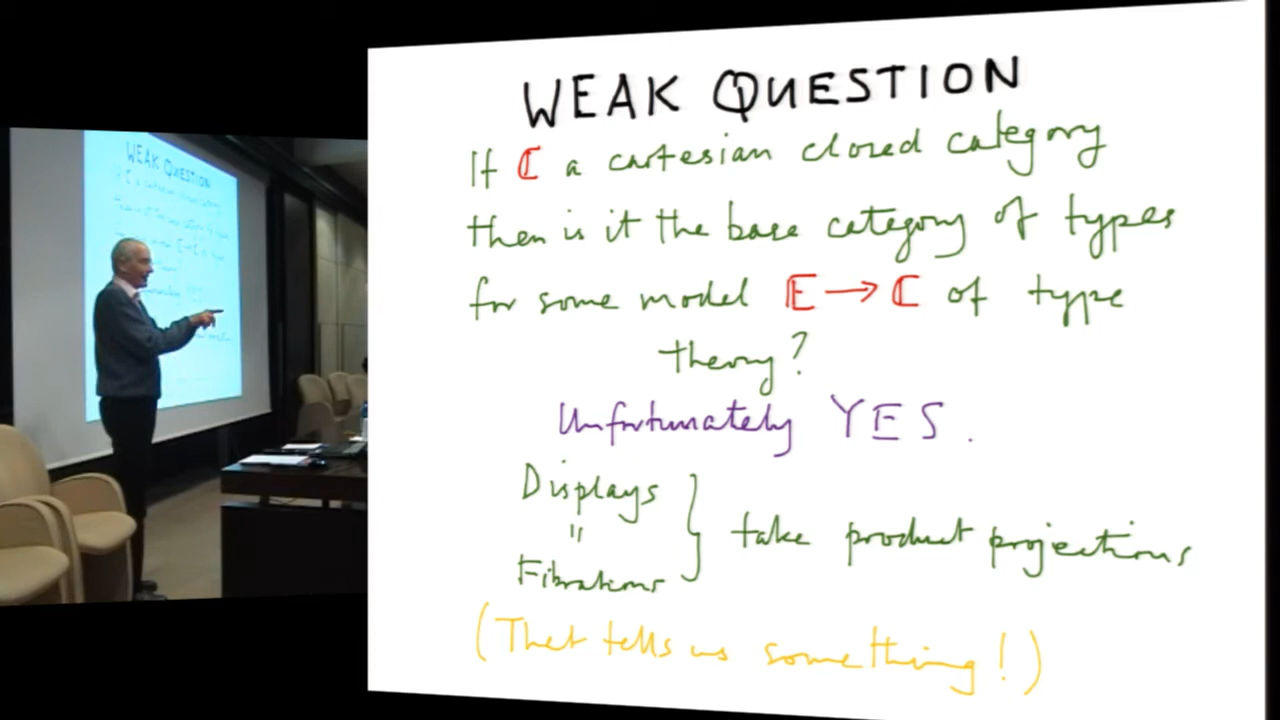 WEAK QUESTION
If ℂ a cartesian closed category
then is it the base category of types
for some model 𝔼 → ℂ of type
theory?
Unfortunately YES.
Displays
"
Fibrations
} take product projections
(That tells us something!)